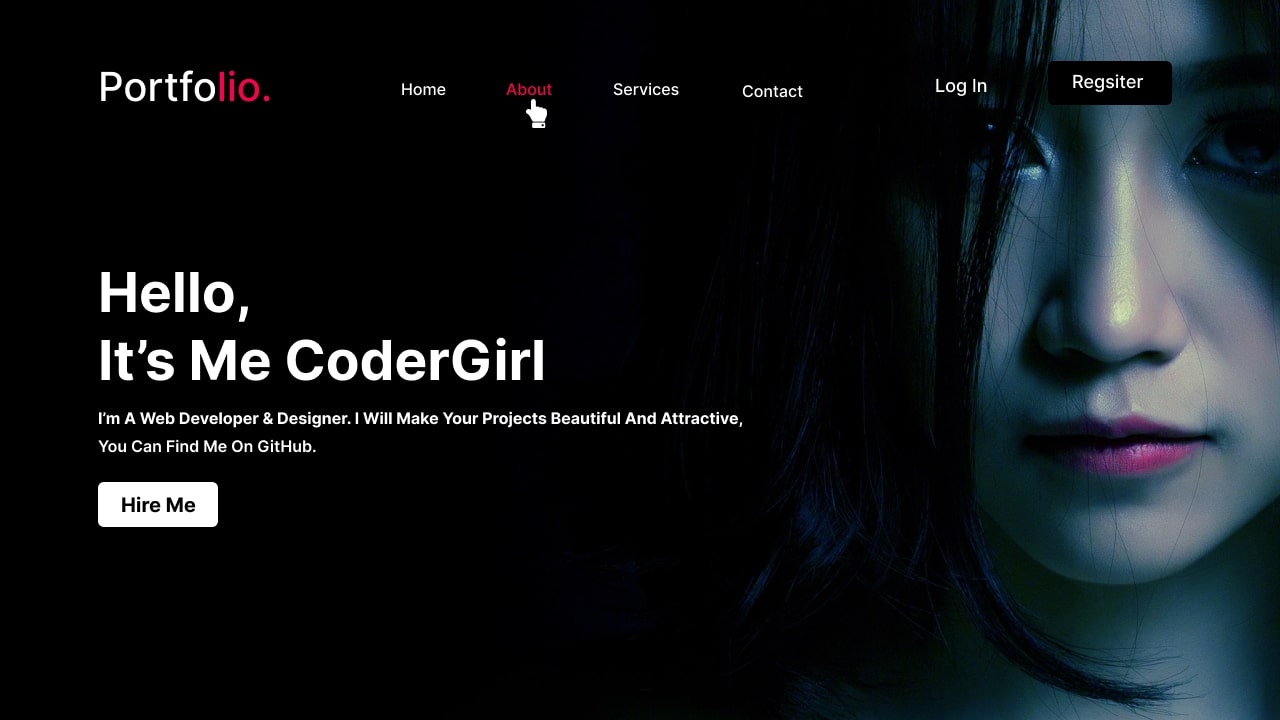 Portfolio.
Home About Services Contact Log In Regsiter
Hello,
It’s Me CoderGirl
I’m A Web Developer & Designer. I Will Make Your Projects Beautiful And Attractive,
You Can Find Me On GitHub.
Hire Me